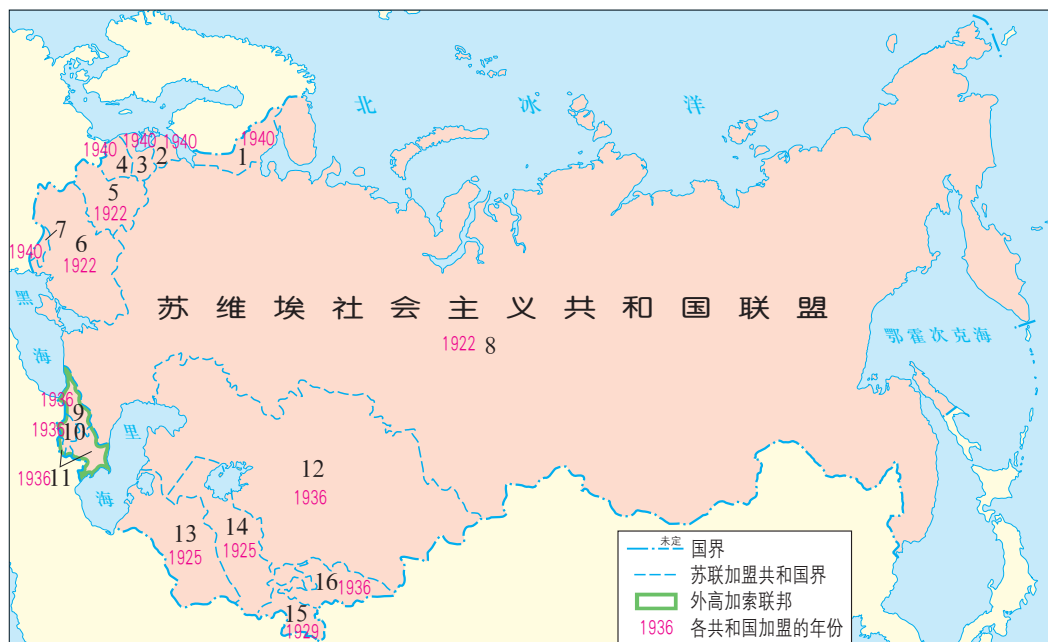 北 冰 洋
1940
1940
1940
1940
1
2
3
4
5
1922
7
6
1940
1922
黑
海
苏维埃社会主义共和国联盟
1922 8
鄂霍次克海
1936
9
1936
10
1936
11
里
海
12
1936
13
1925
14
1925
16
1936
15
1929
未定
国界
苏联加盟共和国界
外高加索联邦
1936 各共和国加盟的年份